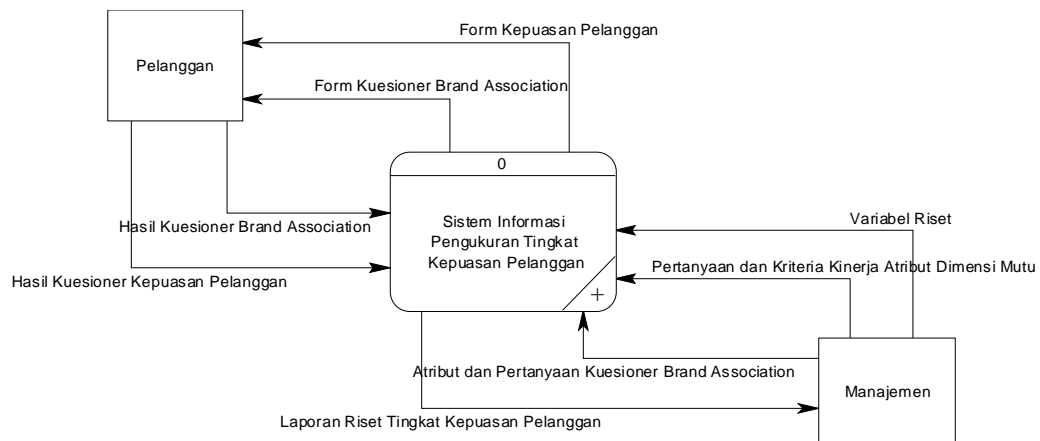 Form Kepuasan Pelanggan
Pelanggan
Form Kuesioner Brand Association
0
Sistem Informasi
Pengukuran Tingkat
Kepuasan Pelanggan
+
Hasil Kuesioner Brand Association
Variabel Riset
Pertanyaan dan Kriteria Kinerja Atribut Dimensi Mutu
Hasil Kuesioner Kepuasan Pelanggan
Atribut dan Pertanyaan Kuesioner Brand Association
Manajemen
Laporan Riset Tingkat Kepuasan Pelanggan